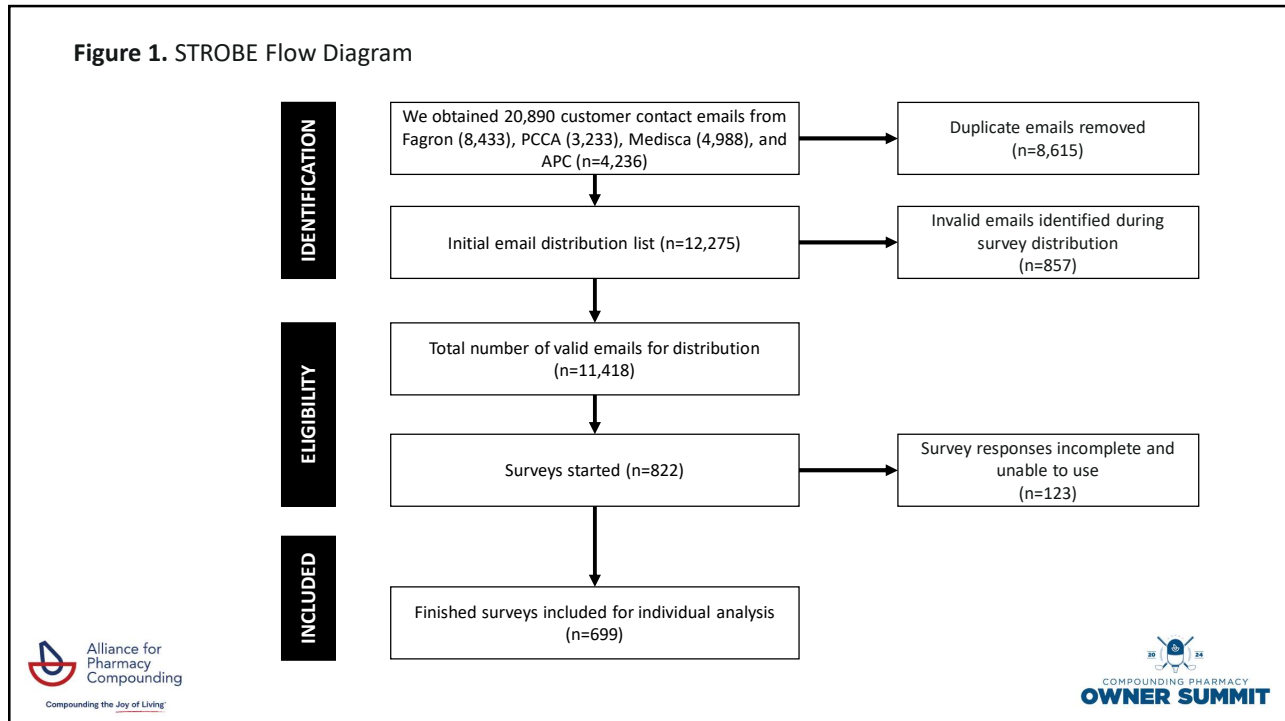 Figure 1. STROBE Flow Diagram
IDENTIFICATION
We obtained 20,890 customer contact emails from
Fagron (8,433), PCCA (3,233), Medisca (4,988), and
APC (n=4,236)
Duplicate emails removed
(n=8,615)
Initial email distribution list (n=12,275)
Invalid emails identified during
survey distribution
(n=857)
ELIGIBILITY
Total number of valid emails for distribution
(n=11,418)
Surveys started (n=822)
Survey responses incomplete and
unable to use
(n=123)
INCLUDED
Finished surveys included for individual analysis
(n=699)
Alliance for
Pharmacy
Compounding
Compounding the Joy of Living
20 24
COMPOUNDING PHARMACY
OWNER SUMMIT